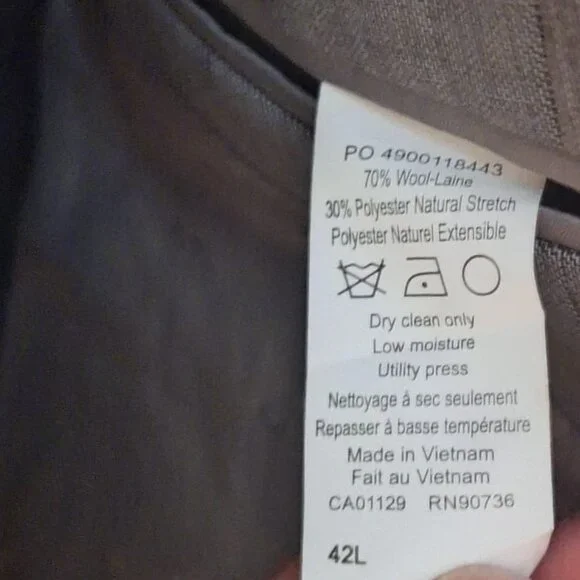 PO 4900118443
70% Wool-Laine
30% Polyester Natural Stretch
Polyester Naturel Extensible
Dry clean only
Low moisture
Utility press
Nettoyage à sec seulement
Repasser à basse température
Made in Vietnam
Fait au Vietnam
CA01129 RN90736
42L